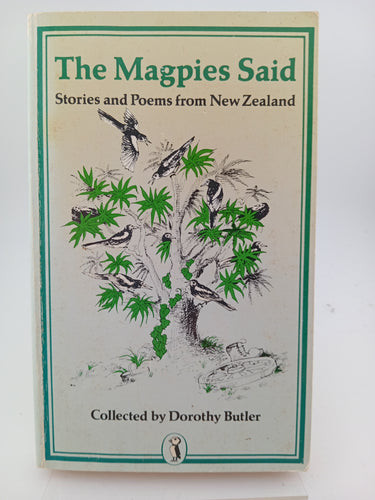 The Magpies Said
Stories and Poems from New Zealand
Collected by Dorothy Butler